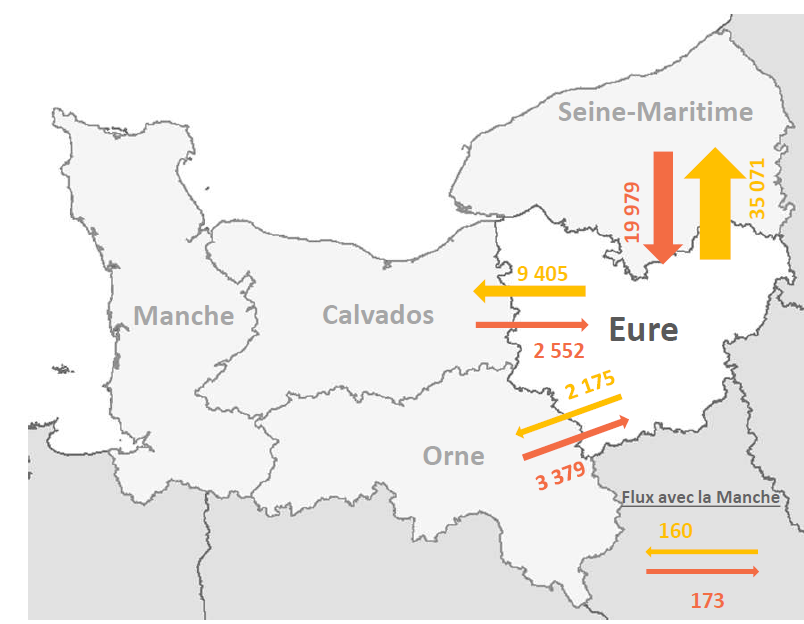 Seine-Maritime
19 979
35 071
9 405
Manche
Calvados
Eure
2 552
2 175
Orne
3 379
Flux avec la Manche
160
173